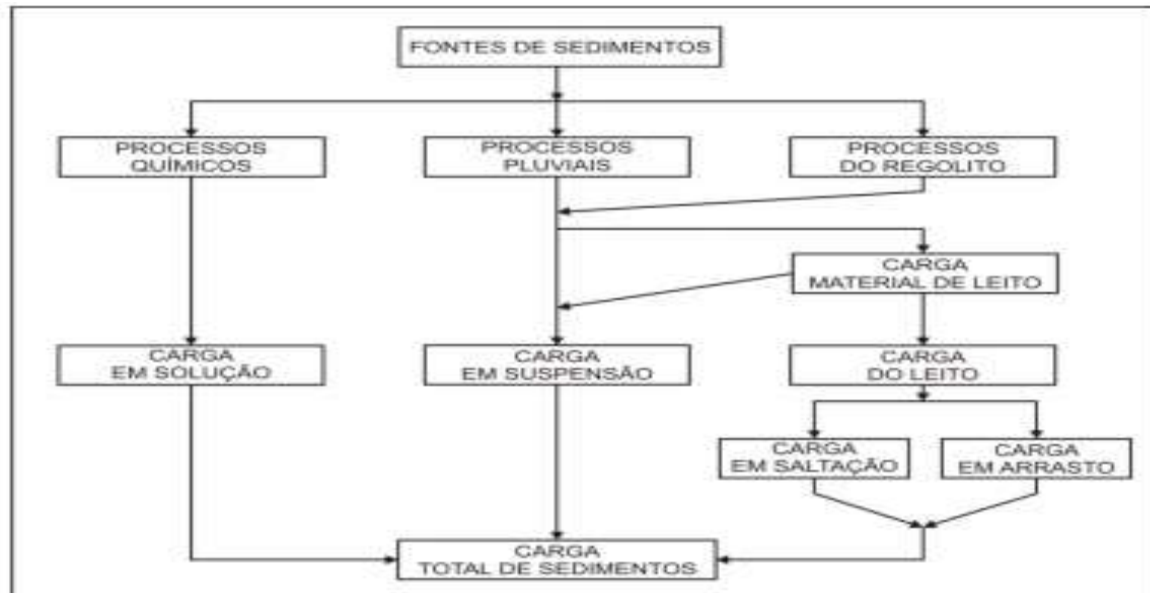 FONTES DE SEDIMENTOS
PROCESSOS
QUÍMICOS
PROCESSOS
PLUVIAIS
PROCESSOS
DO REGOLITO
CARGA
MATERIAL DE LEITO
CARGA
EM SOLUÇÃO
CARGA
EM SUSPENSÃO
CARGA
DO LEITO
CARGA
EM SALTAÇÃO
CARGA
EM ARRASTO
CARGA
TOTAL DE SEDIMENTOS